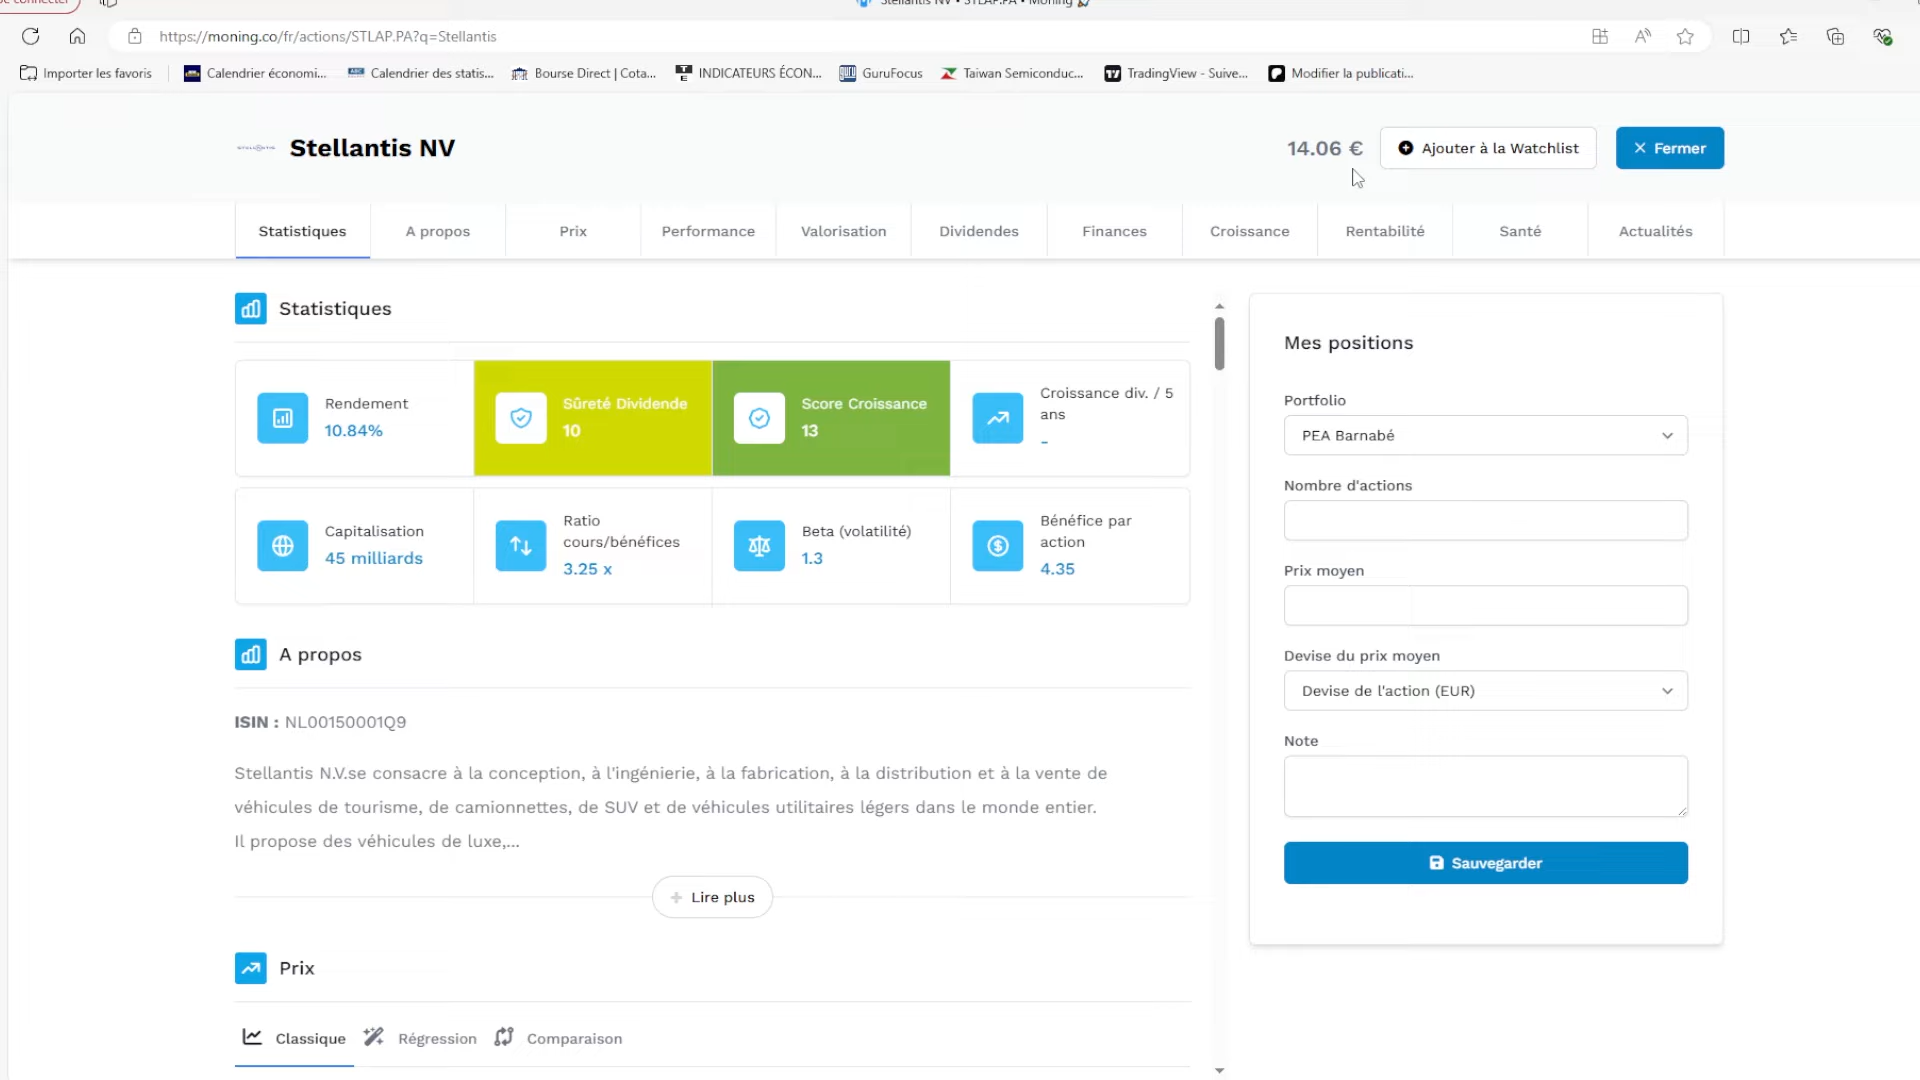 Stellantis NV • STLAP.PA • Moning
https://moning.co/fr/actions/STLAP.PA?q=Stellantis
Importer les favoris
Calendrier économi...
Calendrier des statis...
Bourse Direct | Cota...
INDICATEURS ÉCON...
GuruFocus
Taiwan Semiconduc...
TradingView - Suive...
Modifier la publicati...
STELLANTIS
Stellantis NV
14.06 €
Ajouter à la Watchlist
Fermer
Statistiques
A propos
Prix
Performance
Valorisation
Dividendes
Finances
Croissance
Rentabilité
Santé
Actualités
Statistiques
Rendement
10.84%
Sûreté Dividende
10
Score Croissance
13
Croissance div. / 5
ans
-
Capitalisation
45 milliards
Ratio
cours/bénéfices
3.25 x
Beta (volatilité)
1.3
Bénéfice par
action
4.35
A propos
ISIN : NL00150001Q9
Stellantis N.V.se consacre à la conception, à l'ingénierie, à la fabrication, à la distribution et à la vente de
véhicules de tourisme, de camionnettes, de SUV et de véhicules utilitaires légers dans le monde entier.
Il propose des véhicules de luxe,...
Lire plus
Prix
Classique
Régression
Comparaison
Mes positions
Portfolio
PEA Barnabé
Nombre d'actions
Prix moyen
Devise du prix moyen
Devise de l'action (EUR)
Note
Sauvegarder